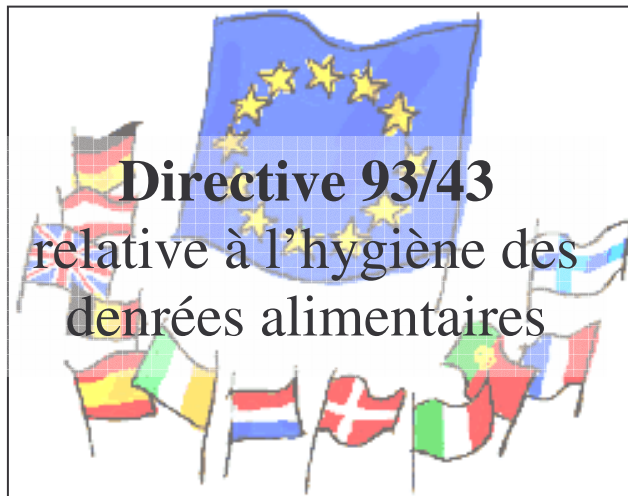 Directive 93/43
relative à l’hygiène des
denrées alimentaires